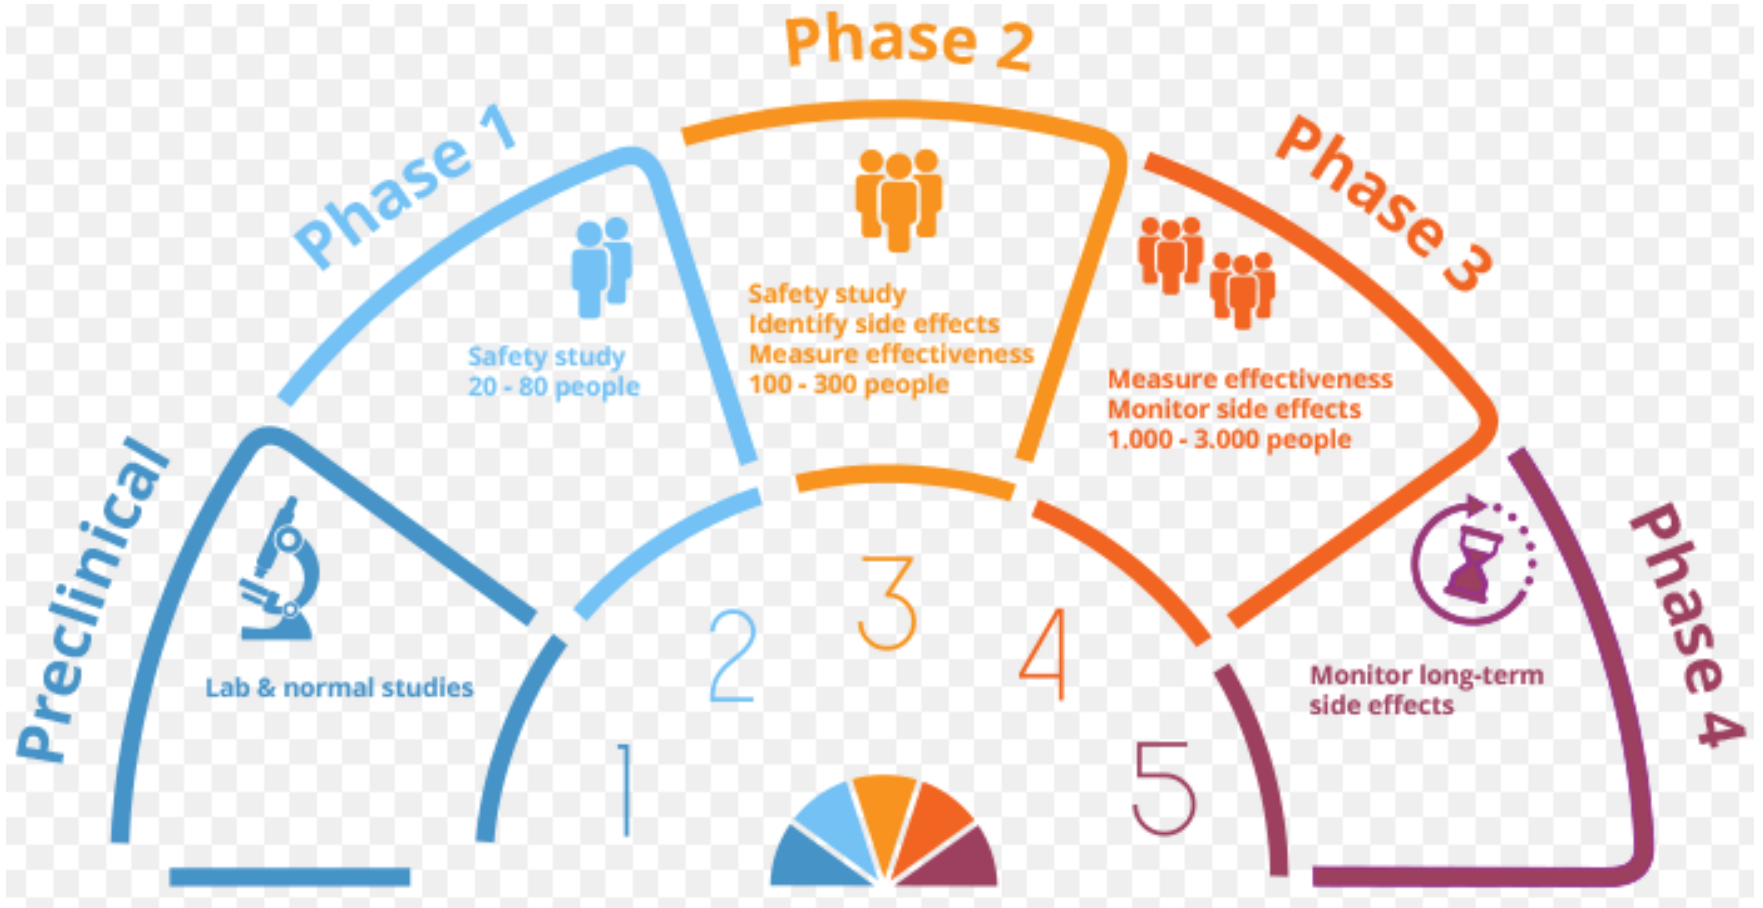 Preclinical
Lab & normal studies
1
Phase 1
Safety study
20 - 80 people
2
Phase 2
Safety study
Identify side effects
Measure effectiveness
100 - 300 people
3
Phase 3
Measure effectiveness
Monitor side effects
1.000 - 3.000 people
4
Phase 4
Monitor long-term
side effects
5